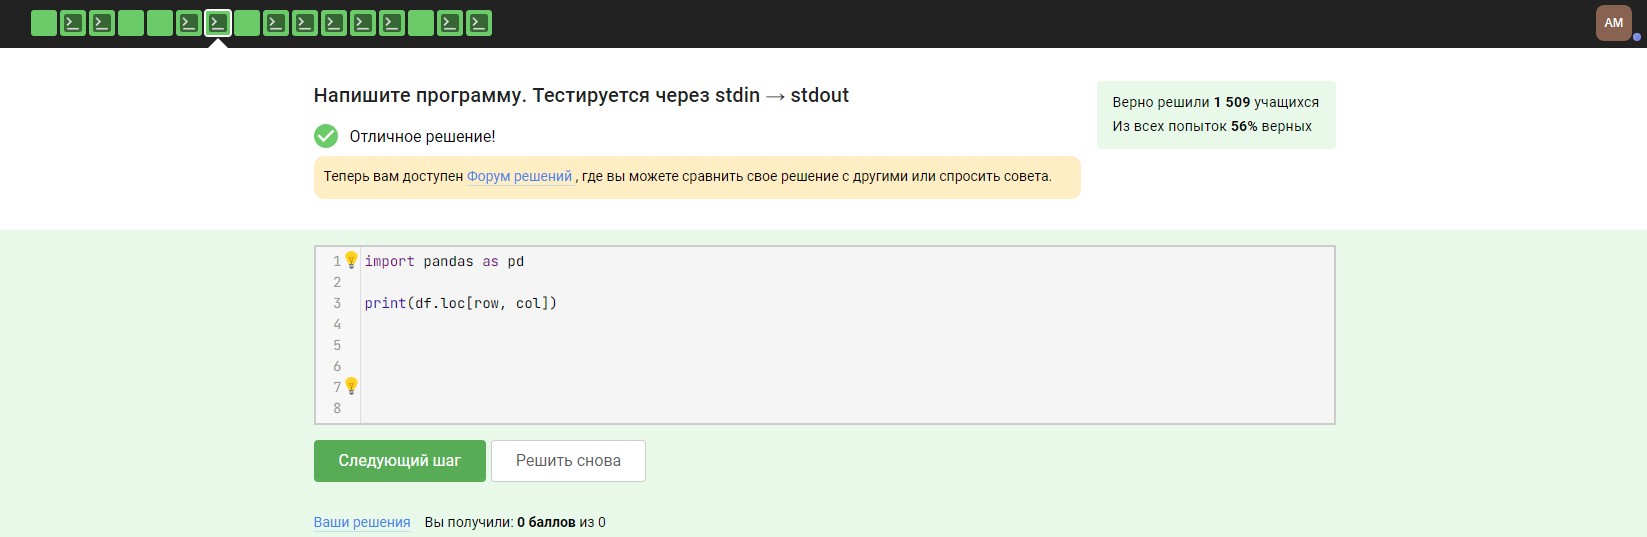 AM
Напишите программу. Тестируется через stdin → stdout
Верно решили 1 509 учащихся
Из всех попыток 56% верных
Отличное решение!
Теперь вам доступен Форум решений , где вы можете сравнить свое решение с другими или спросить совета.
1 import pandas as pd
2
3 print(df.loc[row, col])
4
5
6
7
8
Следующий шаг Решить снова
Ваши решения Вы получили: 0 баллов из 0